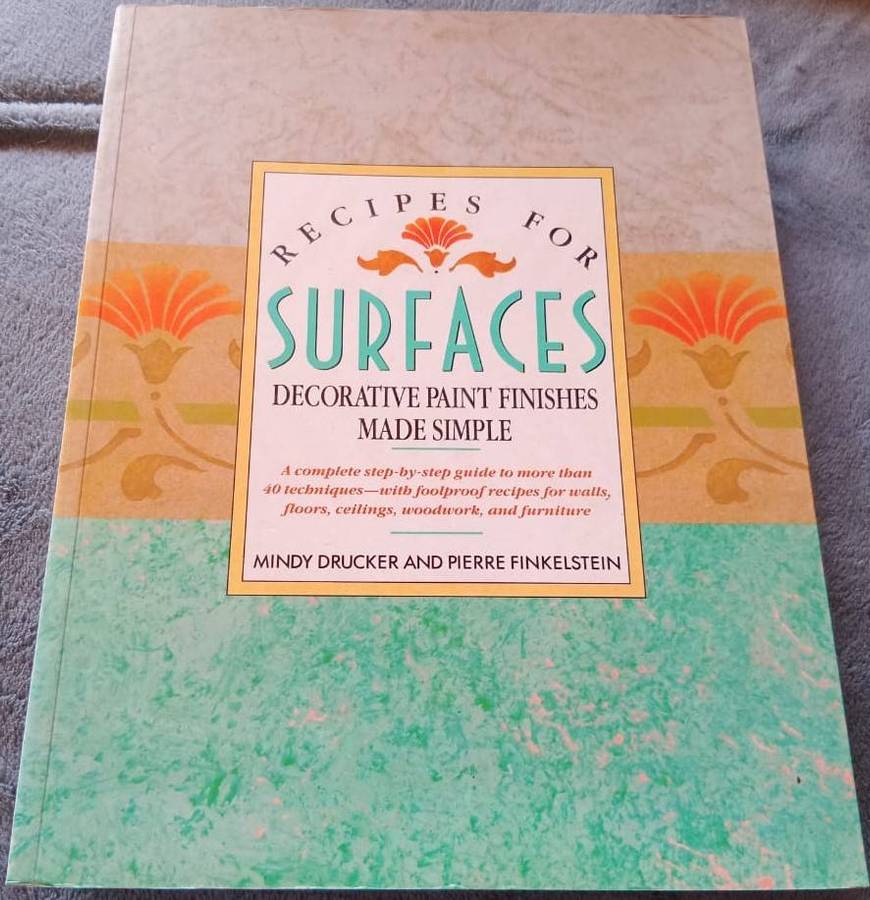 RECIPES FOR
SURFACES
DECORATIVE PAINT FINISHES
MADE SIMPLE
A complete step-by-step guide to more than
40 techniques—with foolproof recipes for walls,
floors, ceilings, woodwork, and furniture
MINDY DRUCKER AND PIERRE FINKELSTEIN